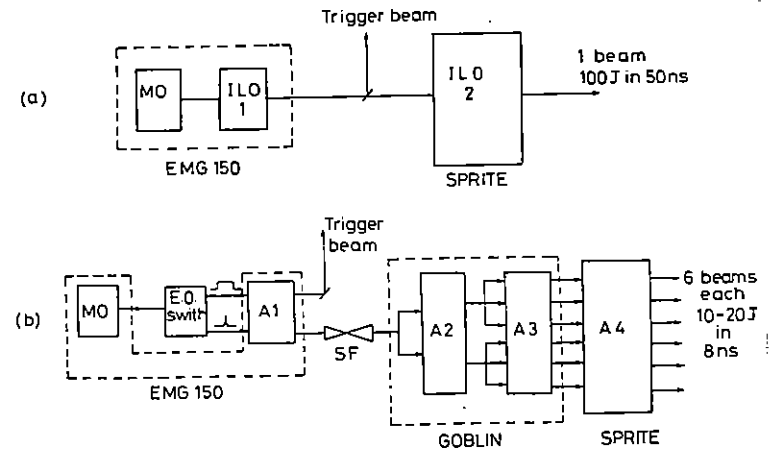 Trigger beam
(a)
MO
ILO
1
EMG 150
ILO
2
SPRITE
1 beam
100J in 50ns
(b)
Trigger
beam
MO
E.O.
swith
A1
EMG 150
SF
A2
A3
GOBLIN
A4
SPRITE
6 beams
each
10-20J
in
8ns